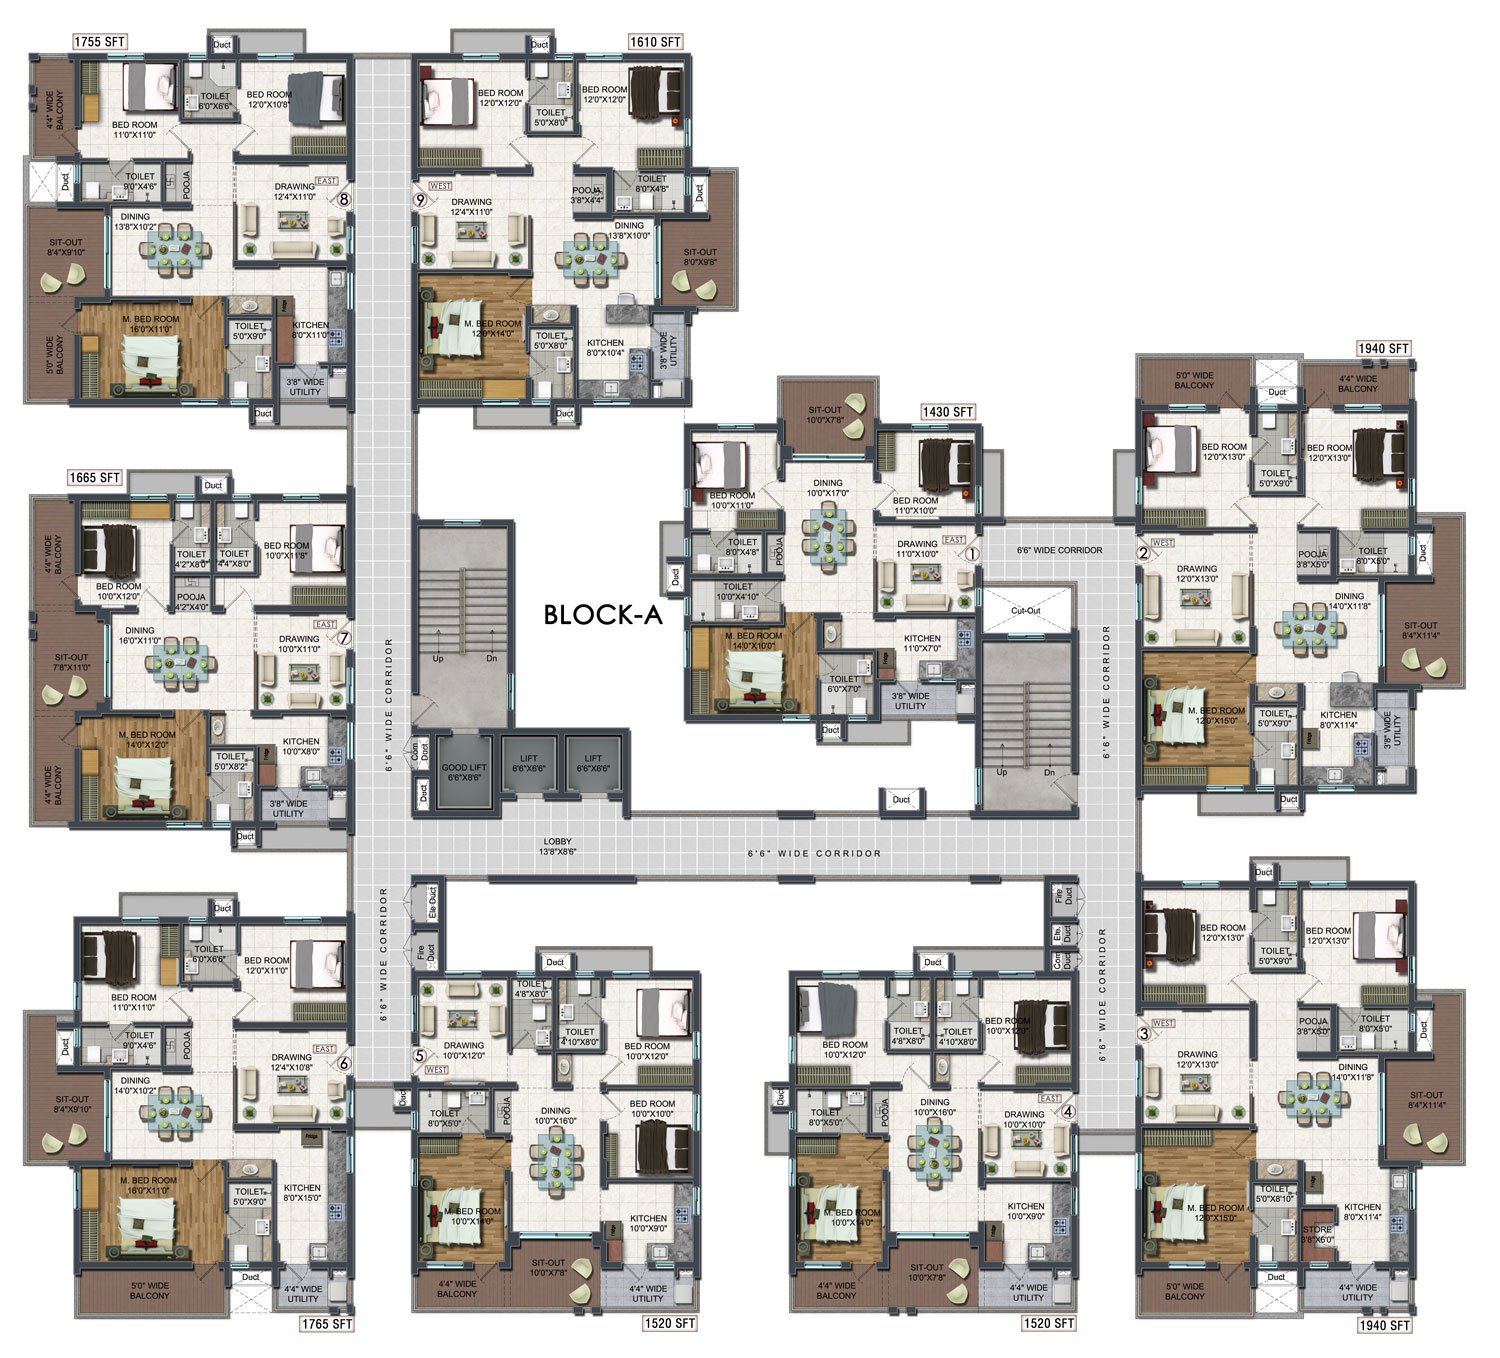 1755 SFT
Duct
4'4" WIDE
BALCONY
BED ROOM
11'0"X11'0"
TOILET
6'0"X6'6"
BED ROOM
12'0"X10'8"
Duct
TOILET
9'0"X4'6"
POOJA
DRAWING
12'4"X11'0"
EAST
8
DINING
13'8"X10'2"
SIT-OUT
8'4"X9'10"
M. BED ROOM
16'0"X11'0"
5'0" WIDE
BALCONY
TOILET
5'0"X9'0"
Fridge
KITCHEN
8'0"X11'0"
3'8" WIDE
UTILITY
Duct
1610 SFT
Duct
BED ROOM
12'0"X12'0"
TOILET
5'0"X8'0"
BED ROOM
12'0"X12'0"
WEST
9
DRAWING
12'4"X11'0"
POOJA
3'8"X4'4"
TOILET
8'0"X4'8"
Duct
DINING
13'8"X10'0"
SIT-OUT
8'0"X9'8"
M. BED ROOM
12'0"X14'0"
TOILET
5'0"X8'0"
KITCHEN
8'0"X10'4"
3'8" WIDE
UTILITY
Duct
1665 SFT
Duct
4'4" WIDE
BALCONY
BED ROOM
10'0"X12'0"
TOILET
4'2"X8'0"
TOILET
4'4"X8'0"
BED ROOM
10'0"X11'8"
POOJA
4'2"X4'0"
DINING
16'0"X11'0"
EAST
7
DRAWING
10'0"X11'0"
SIT-OUT
7'8"X11'0"
M. BED ROOM
14'0"X12'0"
4'4" WIDE
BALCONY
TOILET
5'0"X8'2"
Fridge
KITCHEN
10'0"X8'0"
3'8" WIDE
UTILITY
Duct
6'6" WIDE CORRIDOR
Up
Dn
BLOCK-A
Com
Duct
Duct
GOOD LIFT
6'6"X8'6"
LIFT
6'6"X6'6"
LIFT
6'6"X6'6"
LOBBY
13'8"X8'6"
6'6" WIDE CORRIDOR
Duct
1430 SFT
SIT-OUT
10'0"X7'8"
BED ROOM
10'0"X11'0"
DINING
10'0"X17'0"
BED ROOM
11'0"X10'0"
TOILET
8'0"X4'8"
POOJA
DRAWING
11'0"X10'0"
EAST
1
Duct
TOILET
10'0"X4'10"
M. BED ROOM
14'0"X10'0"
TOILET
6'0"X7'0"
Fridge
KITCHEN
11'0"X7'0"
3'8" WIDE
UTILITY
Duct
6'6" WIDE CORRIDOR
Cut-Out
Up
Dn
6'6" WIDE CORRIDOR
1940 SFT
5'0" WIDE
BALCONY
Duct
4'4" WIDE
BALCONY
BED ROOM
12'0"X13'0"
TOILET
5'0"X9'0"
BED ROOM
12'0"X13'0"
WEST
2
DRAWING
12'0"X13'0"
POOJA
3'8"X5'0"
TOILET
8'0"X5'0"
Duct
DINING
14'0"X11'8"
SIT-OUT
8'4"X11'4"
M. BED ROOM
12'0"X15'0"
TOILET
5'0"X9'0"
Fridge
KITCHEN
8'0"X11'4"
3'8" WIDE
UTILITY
Duct
Duct
BED ROOM
11'0"X11'0"
TOILET
6'0"X6'6"
BED ROOM
12'0"X11'0"
Duct
TOILET
9'0"X4'6"
POOJA
DRAWING
12'4"X10'8"
EAST
6
DINING
14'0"X10'2"
SIT-OUT
8'4"X9'10"
Fridge
M. BED ROOM
16'0"X11'0"
TOILET
5'0"X9'0"
KITCHEN
8'0"X15'0"
5'0" WIDE
BALCONY
Duct
4'4" WIDE
UTILITY
1765 SFT
6'6" WIDE CORRIDOR
Ele Duct
Fire
Duct
Duct
TOILET
4'8"X8'0"
TOILET
4'10"X8'0"
DRAWING
10'0"X12'0"
5
WEST
BED ROOM
10'0"X12'0"
Duct
TOILET
8'0"X5'0"
POOJA
DINING
10'0"X16'0"
BED ROOM
10'0"X10'0"
M. BED ROOM
10'0"X14'0"
Fridge
KITCHEN
10'0"X9'0"
4'4" WIDE
BALCONY
SIT-OUT
10'0"X7'8"
4'4" WIDE
UTILITY
1520 SFT
Duct
BED ROOM
10'0"X12'0"
TOILET
4'8"X8'0"
TOILET
4'10"X8'0"
BED ROOM
10'0"X12'0"
Fire
Duct
Ele.
Duct
Com
Duct
6'6" WIDE CORRIDOR
Duct
TOILET
8'0"X5'0"
POOJA
DINING
10'0"X16'0"
EAST
4
DRAWING
10'0"X10'0"
M. BED ROOM
10'0"X14'0"
Fridge
KITCHEN
10'0"X9'0"
4'4" WIDE
BALCONY
SIT-OUT
10'0"X7'8"
4'4" WIDE
UTILITY
1520 SFT
Duct
BED ROOM
12'0"X13'0"
TOILET
5'0"X9'0"
BED ROOM
12'0"X13'0"
WEST
3
DRAWING
12'0"X13'0"
POOJA
3'8"X5'0"
TOILET
8'0"X5'0"
Duct
DINING
14'0"X11'8"
SIT-OUT
8'4"X11'4"
M. BED ROOM
12'0"X15'0"
TOILET
5'0"X8'10"
Fridge
STORE
3'8"X6'0"
KITCHEN
8'0"X11'4"
5'0" WIDE
BALCONY
Duct
4'4" WIDE
UTILITY
1940 SFT